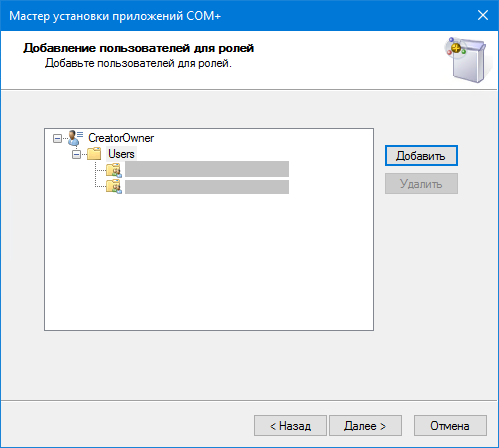 Мастер установки приложений COM+
Добавление пользователей для ролей
Добавьте пользователей для ролей.
CreatorOwner
Users
Добавить
Удалить
< Назад
Далее >
Отмена